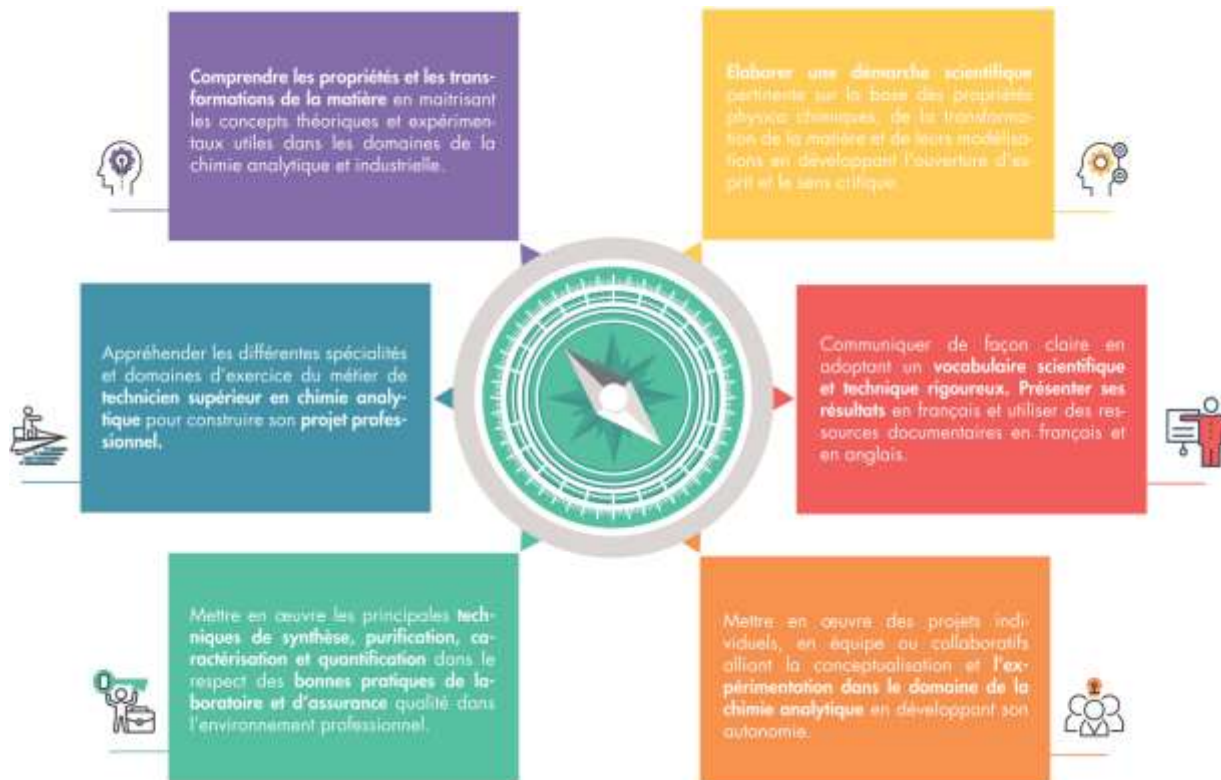 Comprendre les propriétés et les trans-
formations de la matière en maitrisant
les concepts théoriques et expérimen-
taux utiles dans les domaines de la
chimie analytique et industrielle.
Elaborer une démarche scientifique
pertinente sur la base des propriétés
physico chimiques, de la transforma-
tion de la matière et de leurs modélisa-
tions en développant l'ouverture d'es-
prit et le sens critique.
Appréhender les différentes spécialités
et domaines d'exercice du métier de
technicien supérieur en chimie analy-
tique pour construire son projet profes-
sionnel.
Communiquer de façon claire en
adoptant un vocabulaire scientifique
et technique rigoureux. Présenter ses
résultats en français et utiliser des res-
sources documentaires en français et
en anglais.
Mettre en œuvre les principales tech-
niques de synthèse, purification, ca-
ractérisation et quantification dans le
respect des bonnes pratiques de la-
boratoire et d'assurance qualité dans
l'environnement professionnel.
Mettre en œuvre des projets indi-
viduels, en équipe ou collaboratifs
alliant la conceptualisation et l'ex-
périmentation dans le domaine de la
chimie analytique en développant son
autonomie.